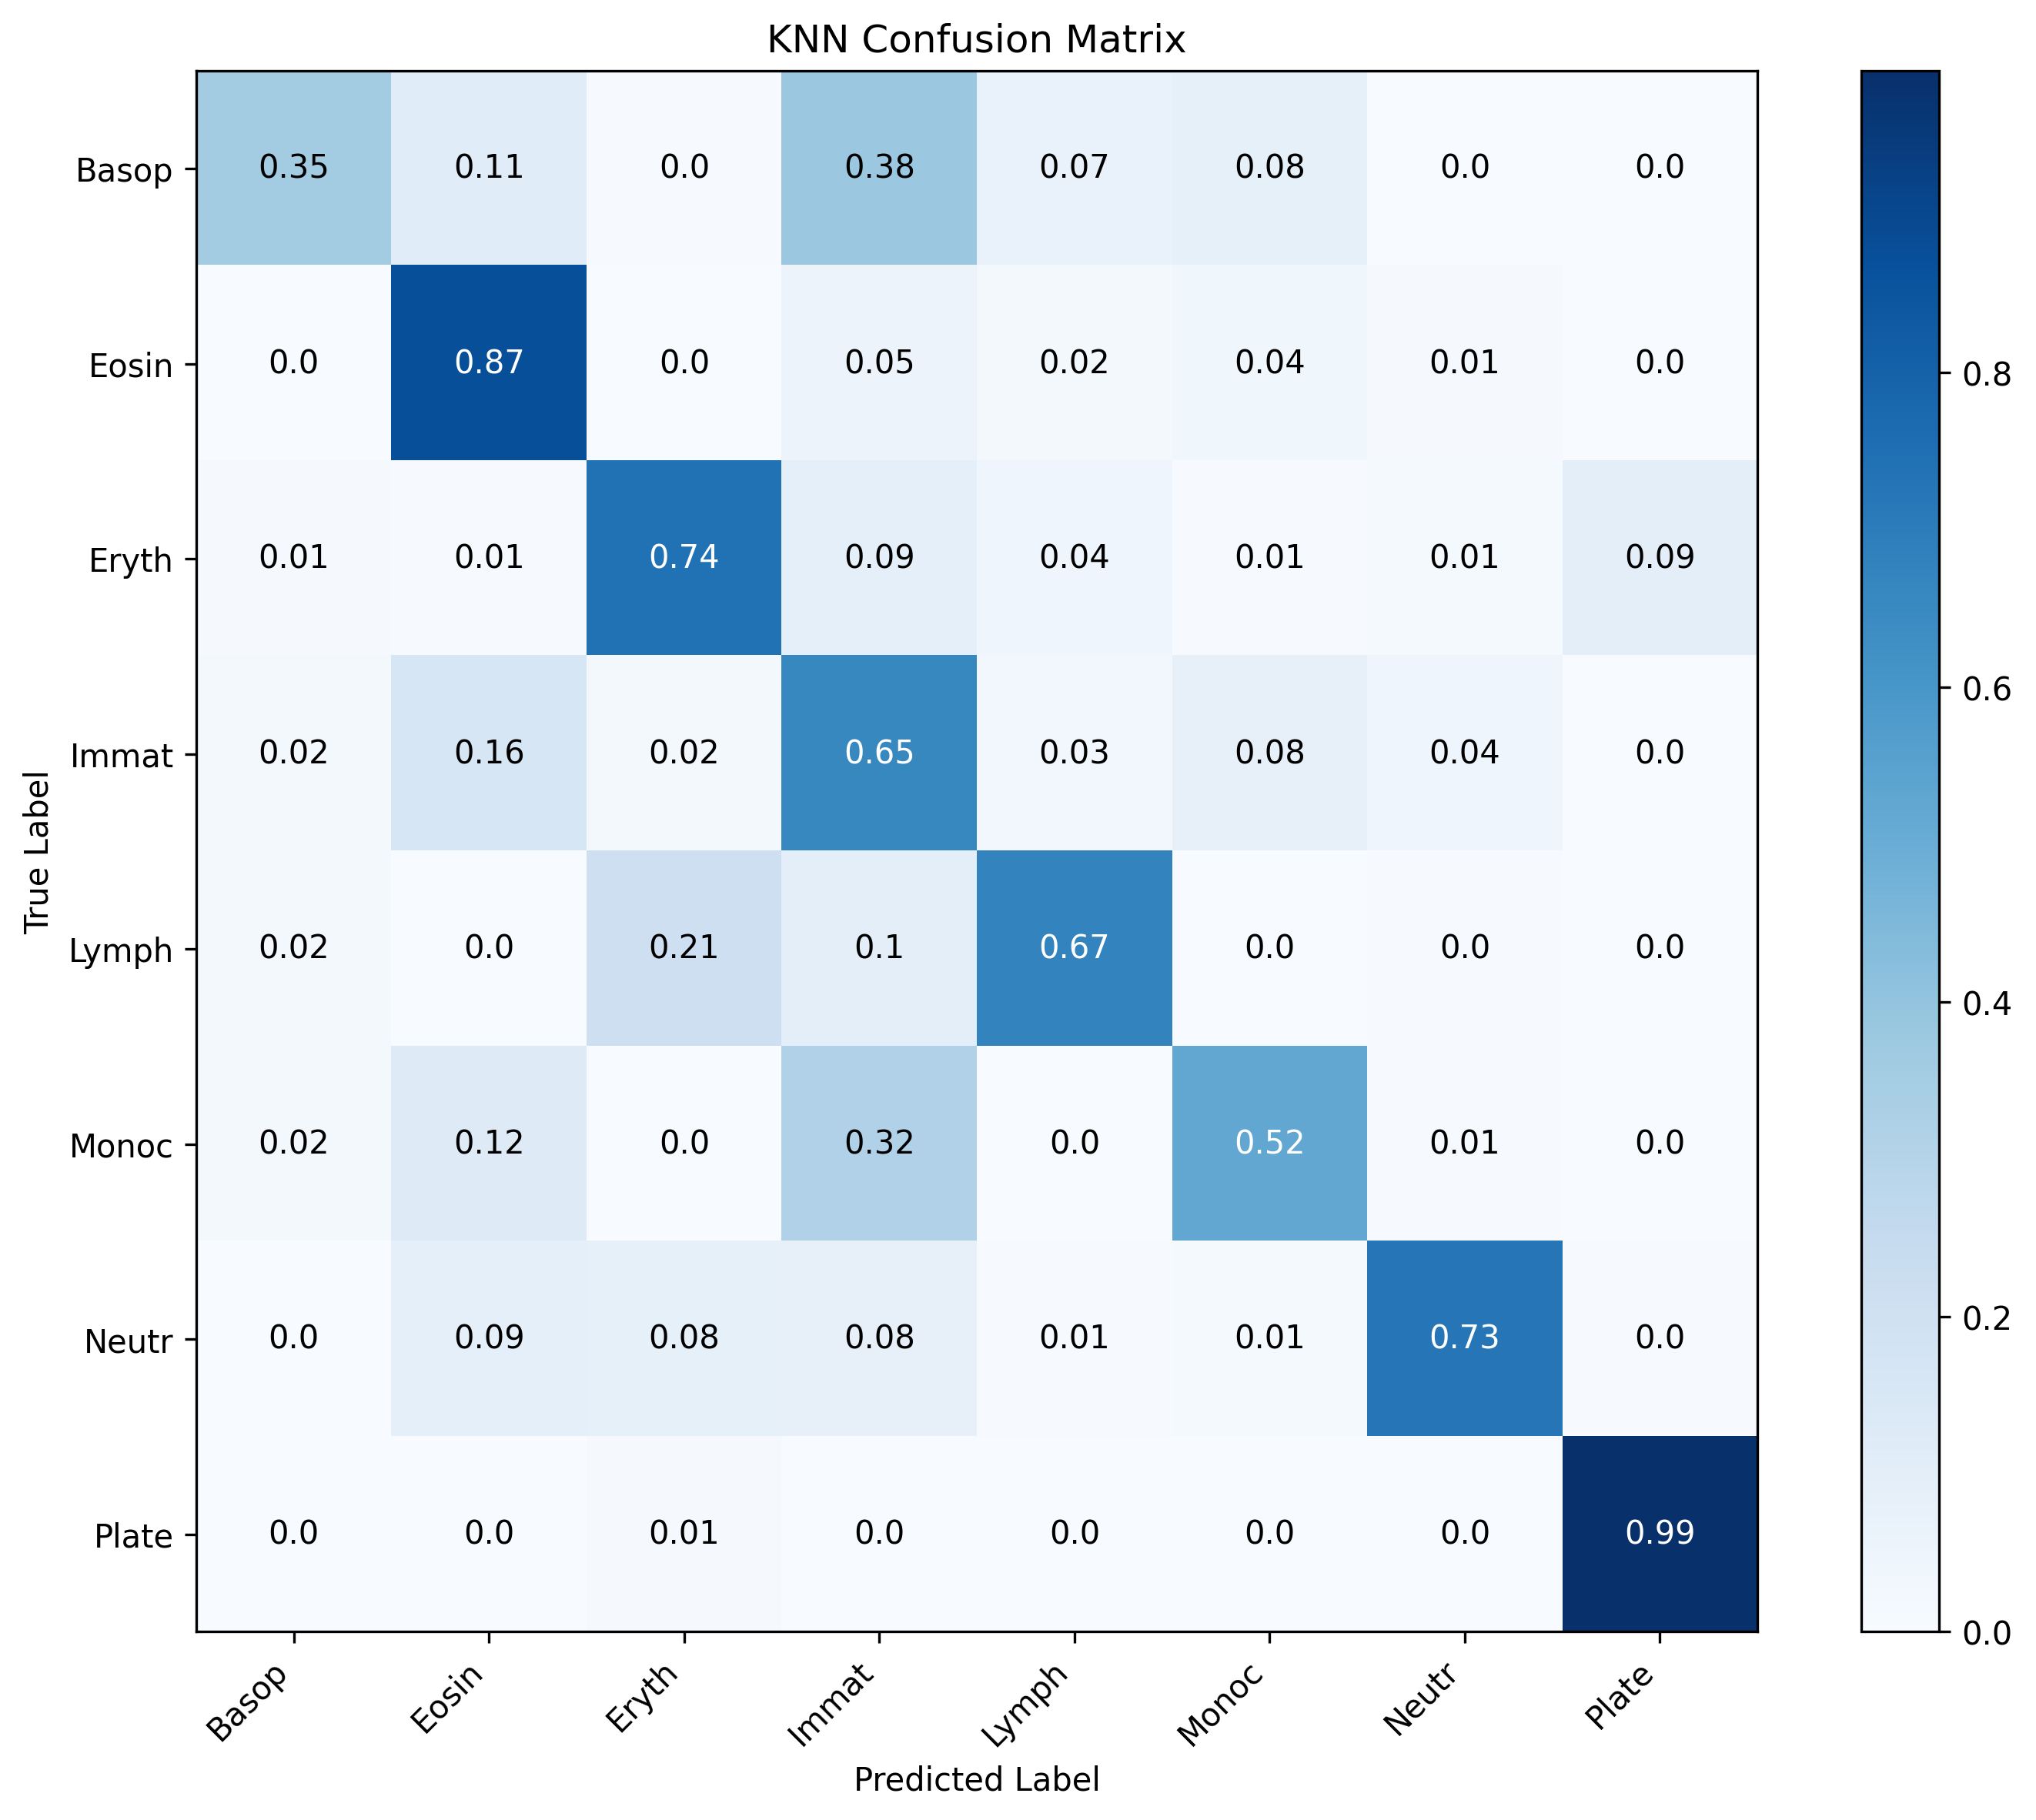 KNN Confusion Matrix
Basop 0.35 0.11 0.0 0.38 0.07 0.08 0.0 0.0
Eosin 0.0 0.87 0.0 0.05 0.02 0.04 0.01 0.0 0.8
Eryth 0.01 0.01 0.74 0.09 0.04 0.01 0.01 0.09
0.6
Immat 0.02 0.16 0.02 0.65 0.03 0.08 0.04 0.0
True Label
Lymph 0.02 0.0 0.21 0.1 0.67 0.0 0.0 0.0
0.4
Monoc 0.02 0.12 0.0 0.32 0.0 0.52 0.01 0.0
0.2
Neutr 0.0 0.09 0.08 0.08 0.01 0.01 0.73 0.0
Plate 0.0 0.0 0.01 0.0 0.0 0.0 0.0 0.99
0.0
Basop Eosin Eryth Immat Lymph Monoc Neutr Plate
Predicted Label